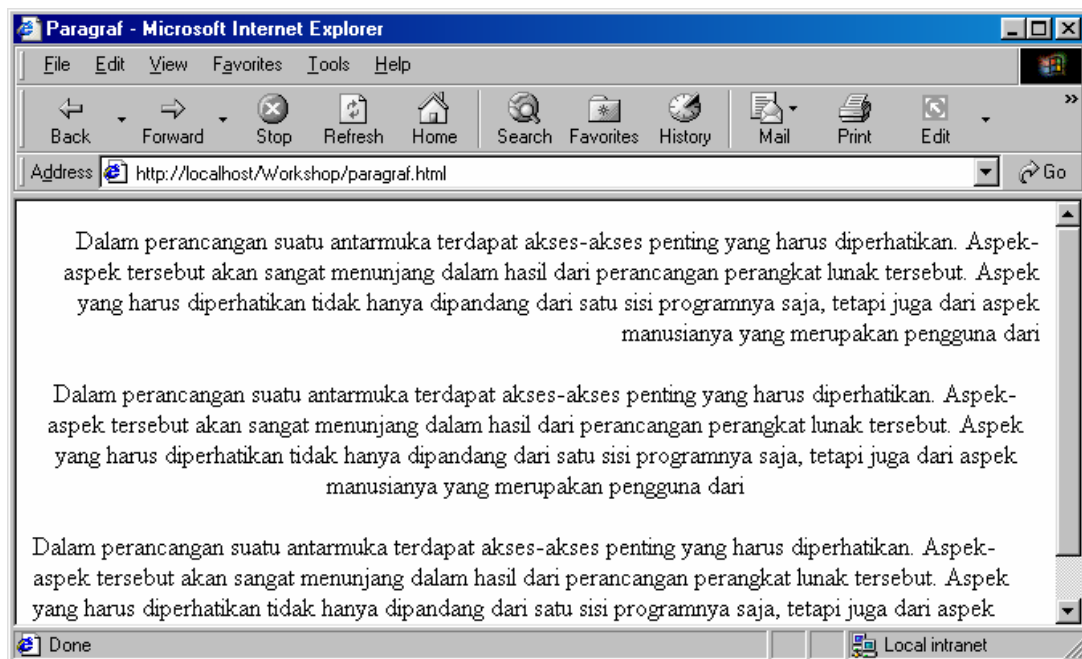 Paragraf - Microsoft Internet Explorer
File Edit View Favorites Tools Help
Back Forward Stop Refresh Home Search Favorites History Mail Print Edit »
Address http://localhost/Workshop/paragraf.html Go
Dalam perancangan suatu antarmuka terdapat akses-akses penting yang harus diperhatikan. Aspek-
aspek tersebut akan sangat menunjang dalam hasil dari perancangan perangkat lunak tersebut. Aspek
yang harus diperhatikan tidak hanya dipandang dari satu sisi programnya saja, tetapi juga dari aspek
manusianya yang merupakan pengguna dari
Dalam perancangan suatu antarmuka terdapat akses-akses penting yang harus diperhatikan. Aspek-
aspek tersebut akan sangat menunjang dalam hasil dari perancangan perangkat lunak tersebut. Aspek
yang harus diperhatikan tidak hanya dipandang dari satu sisi programnya saja, tetapi juga dari aspek
manusianya yang merupakan pengguna dari
Dalam perancangan suatu antarmuka terdapat akses-akses penting yang harus diperhatikan. Aspek-
aspek tersebut akan sangat menunjang dalam hasil dari perancangan perangkat lunak tersebut. Aspek
yang harus diperhatikan tidak hanya dipandang dari satu sisi programnya saja, tetapi juga dari aspek
Done Local intranet